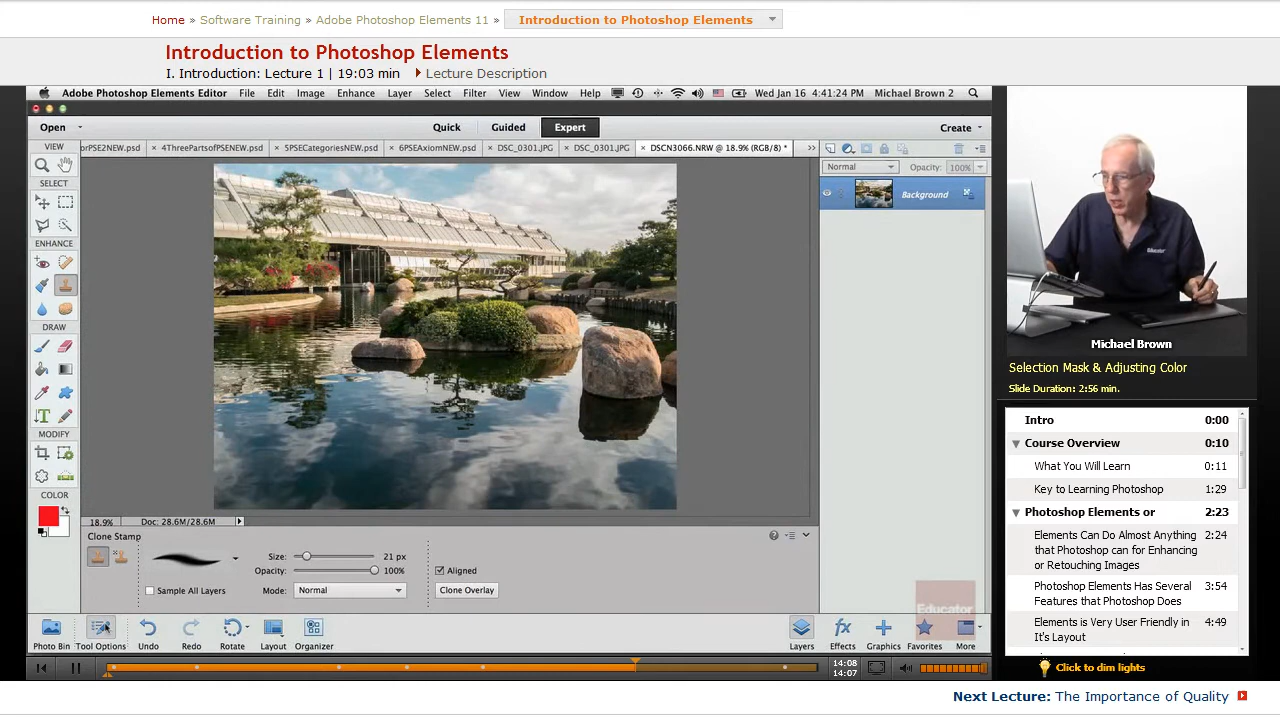 Home » Software Training » Adobe Photoshop Elements 11 » Introduction to Photoshop Elements
Introduction to Photoshop Elements
I. Introduction: Lecture 1 | 19:03 min Lecture Description
Adobe Photoshop Elements Editor File Edit Image Enhance Layer Select Filter View Window Help Wed Jan 16 4:41:24 PM Michael Brown 2
Open Quick Guided Expert Create
VIEW orPSE2NEW.psd × 4ThreePartsofPSENEW.psd × 5PSECategoriesNEW.psd × 6PSEAxiomNEW.psd × DSC_0301.JPG × DSC_0301.JPG × DSCN3066.NRW @ 18.9% (RGB/8) * »
Normal Opacity: 100%
SELECT
Background
ENHANCE
DRAW
T
MODIFY
COLOR
18.9% Doc: 28.6M/28.6M
Clone Stamp
Size: 21 px
Opacity: 100% Aligned
Sample All Layers Mode: Normal Clone Overlay
Educator
Photo Bin Tool Options Undo Redo Rotate Layout Organizer Layers fx Effects Graphics Favorites More
14:08
14:07
Educator
Michael Brown
Selection Mask & Adjusting Color
Slide Duration: 2:56 min.
Intro 0:00
Course Overview 0:10
What You Will Learn 0:11
Key to Learning Photoshop 1:29
Photoshop Elements or 2:23
Elements Can Do Almost Anything 2:24
that Photoshop can for Enhancing
or Retouching Images
Photoshop Elements Has Several 3:54
Features that Photoshop Does
Elements is Very User Friendly in 4:49
It's Layout
Click to dim lights
Next Lecture: The Importance of Quality